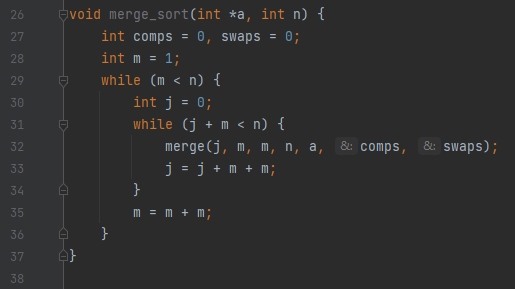 26 void merge_sort(int *a, int n) {
27     int comps = 0, swaps = 0;
28     int m = 1;
29     while (m < n) {
30         int j = 0;
31         while (j + m < n) {
32             merge(j, m, m, n, a, &: comps, &: swaps);
33             j = j + m + m;
34         }
35         m = m + m;
36     }
37 }
38